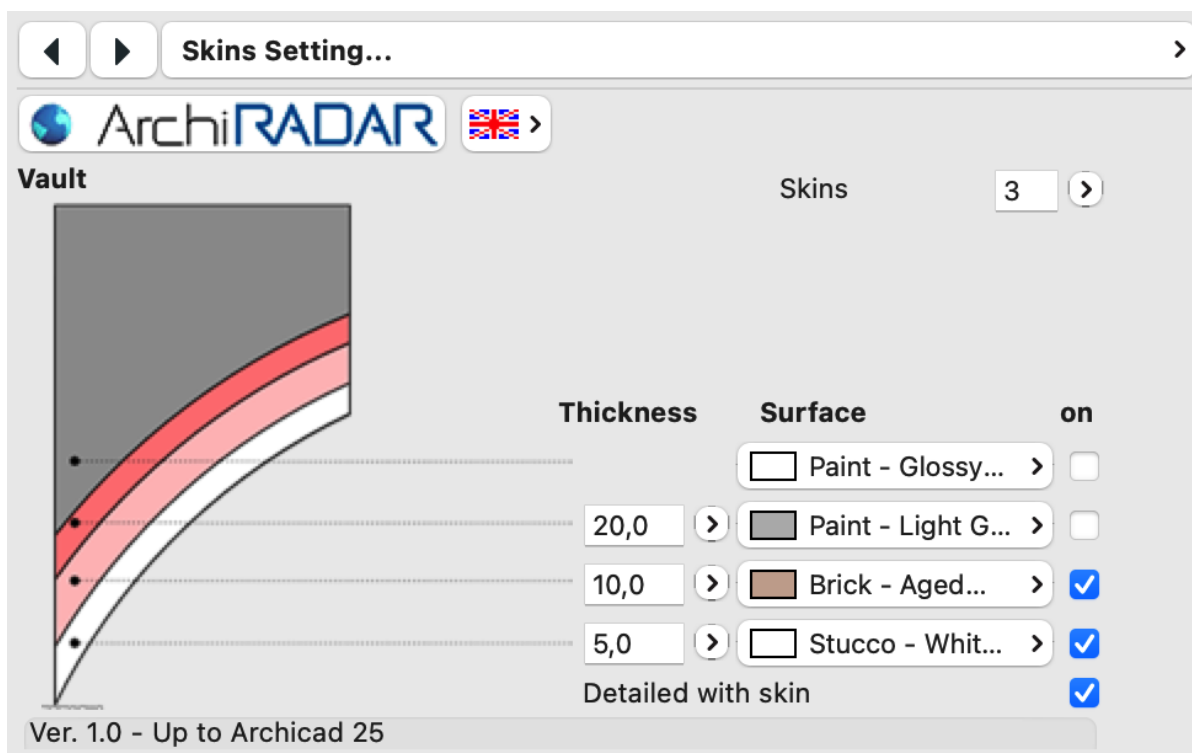 Skins Setting...
ArchiRADAR
Vault
Skins 3
Thickness Surface on
Paint - Glossy...
20,0 Paint - Light G...
10,0 Brick - Aged...
5,0 Stucco - Whit...
Detailed with skin
Ver. 1.0 - Up to Archicad 25